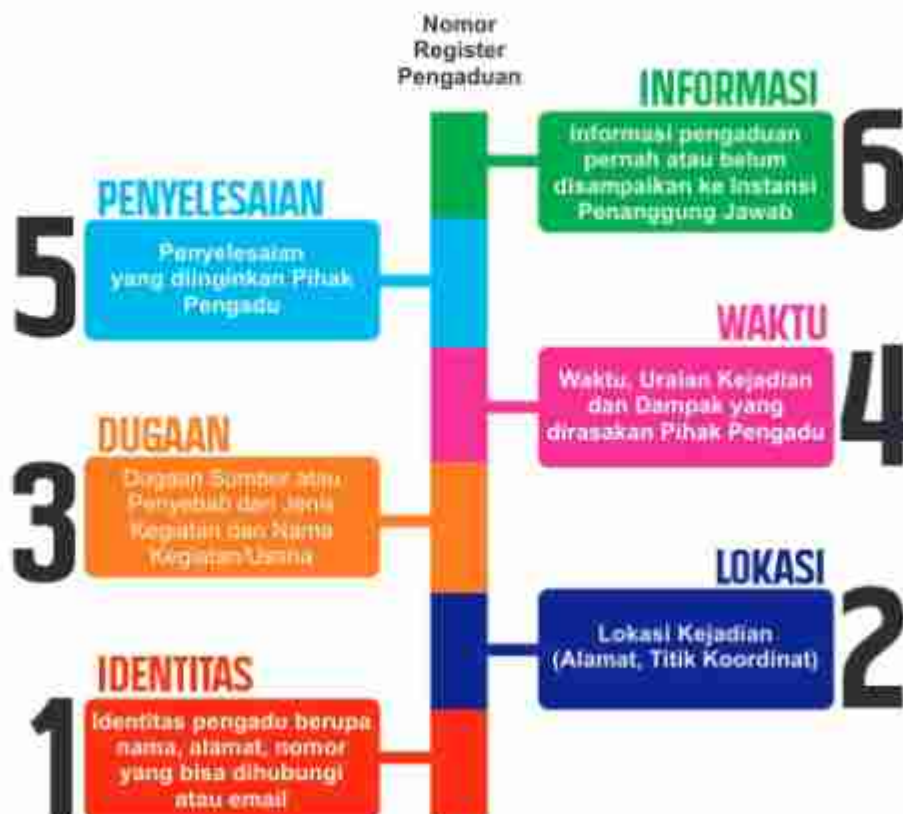 Nomor
Register
Pengaduan
INFORMASI
6
Informasi pengaduan
pernah atau belum
disampaikan ke Instansi
Penanggung Jawab
PENYELESAIAN
5
Penyelesaian
yang diinginkan Pihak
Pengadu
WAKTU
4
Waktu, Uraian Kejadian
dan Dampak yang
dirasakan Pihak Pengadu
DUGAAN
3
Dugaan Sumber atau
Penyebab dari Jenis
Kegiatan dan Nama
Kegiatan/Usaha
LOKASI
2
Lokasi Kejadian
(Alamat, Titik Koordinat)
IDENTITAS
1
Identitas pengadu berupa
nama, alamat, nomor
yang bisa dihubungi
atau email